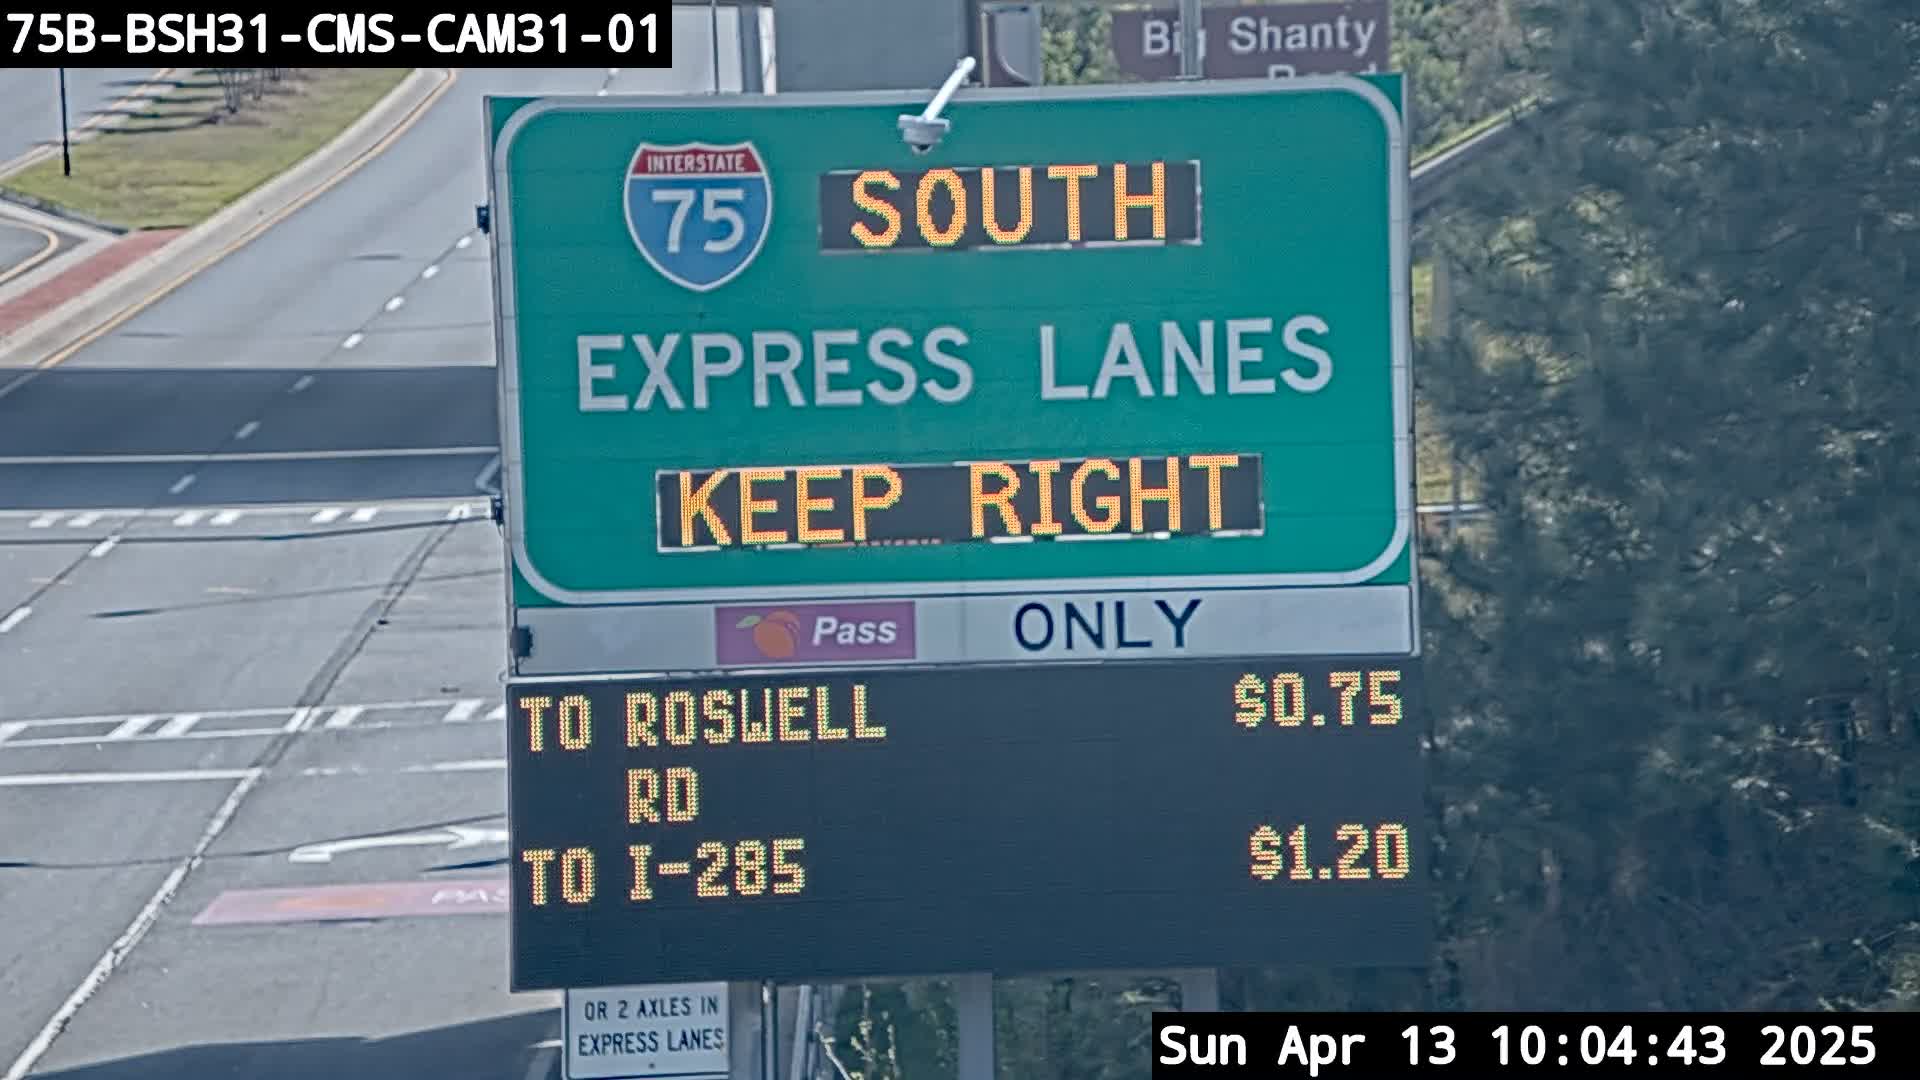 75B-BSH31-CMS-CAM31-01
Big Shanty
Road
INTERSTATE
75
SOUTH
EXPRESS LANES
KEEP RIGHT
Pass ONLY
TO ROSWELL $0.75
RD
TO I-285 $1.20
OR 2 AXLES IN
EXPRESS LANES
Sun Apr 13 10:04:43 2025